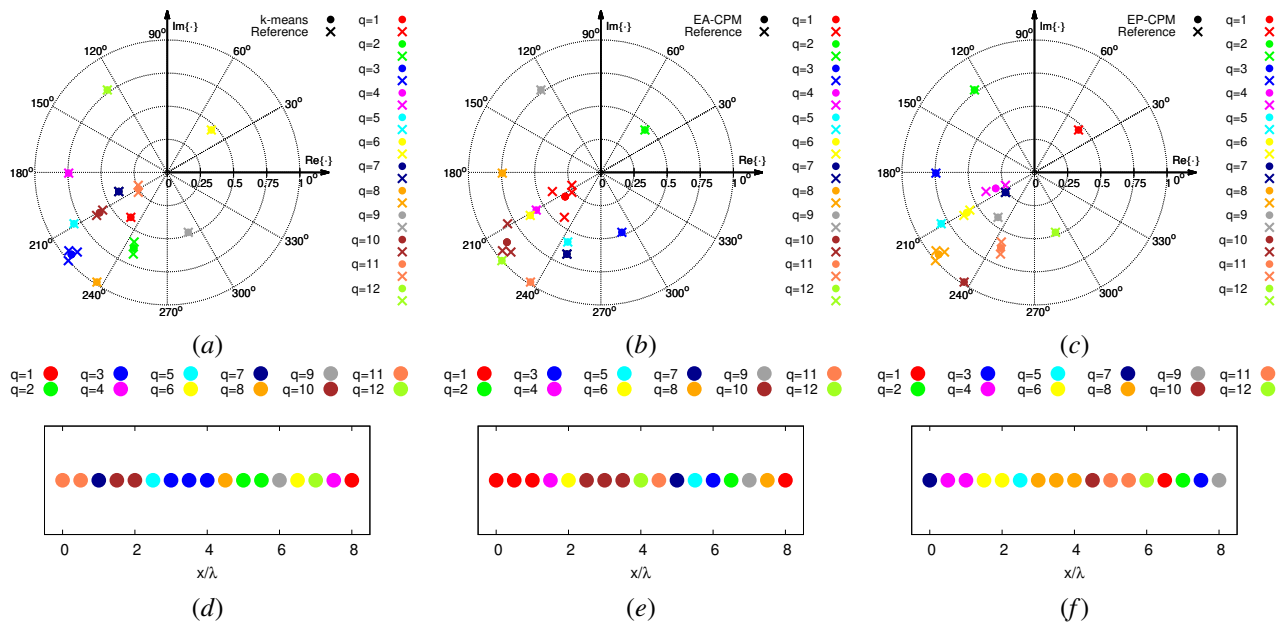 k-means
Reference
Im{·}
Re{·}
90°
60°
30°
0°
330°
300°
270°
240°
210°
180°
150°
120°
0 0.25 0.5 0.75 1
q=1
q=2
q=3
q=4
q=5
q=6
q=7
q=8
q=9
q=10
q=11
q=12
(a)
EA-CPM
Reference
Im{·}
Re{·}
90°
60°
30°
0°
330°
300°
270°
240°
210°
180°
150°
120°
0 0.25 0.5 0.75 1
q=1
q=2
q=3
q=4
q=5
q=6
q=7
q=8
q=9
q=10
q=11
q=12
(b)
EP-CPM
Reference
Im{·}
Re{·}
90°
60°
30°
0°
330°
300°
270°
240°
210°
180°
150°
120°
0 0.25 0.5 0.75 1
q=1
q=2
q=3
q=4
q=5
q=6
q=7
q=8
q=9
q=10
q=11
q=12
(c)
q=1 q=3 q=5 q=7 q=9 q=11
q=2 q=4 q=6 q=8 q=10 q=12
0 2 4 6 8
x/λ
(d)
q=1 q=3 q=5 q=7 q=9 q=11
q=2 q=4 q=6 q=8 q=10 q=12
0 2 4 6 8
x/λ
(e)
q=1 q=3 q=5 q=7 q=9 q=11
q=2 q=4 q=6 q=8 q=10 q=12
0 2 4 6 8
x/λ
(f)